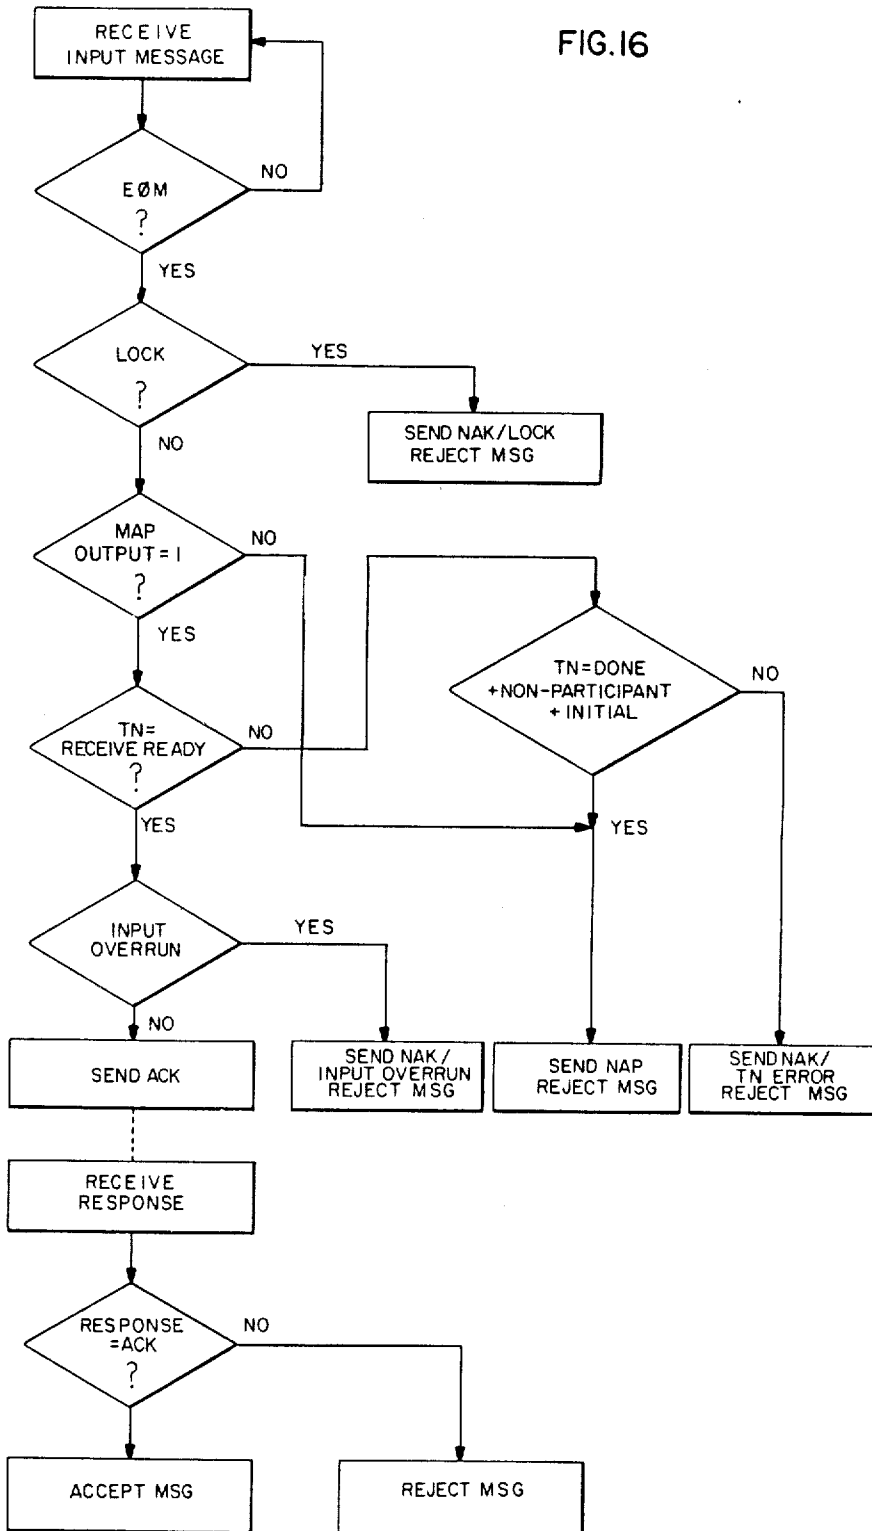 FIG.16
RECEIVE
INPUT MESSAGE
EØM
?
NO
YES
LOCK
?
YES
SEND NAK/LOCK
REJECT MSG
NO
MAP
OUTPUT=1
?
NO
YES
TN=
RECEIVE READY
?
NO
TN=DONE
+NON-PARTICIPANT
+INITIAL
NO
YES
YES
INPUT
OVERRUN
YES
NO
SEND ACK
SEND NAK/
INPUT OVERRUN
REJECT MSG
SEND NAP
REJECT MSG
SEND NAK/
TN ERROR
REJECT MSG
RECEIVE
RESPONSE
RESPONSE
=ACK
?
NO
ACCEPT MSG
REJECT MSG